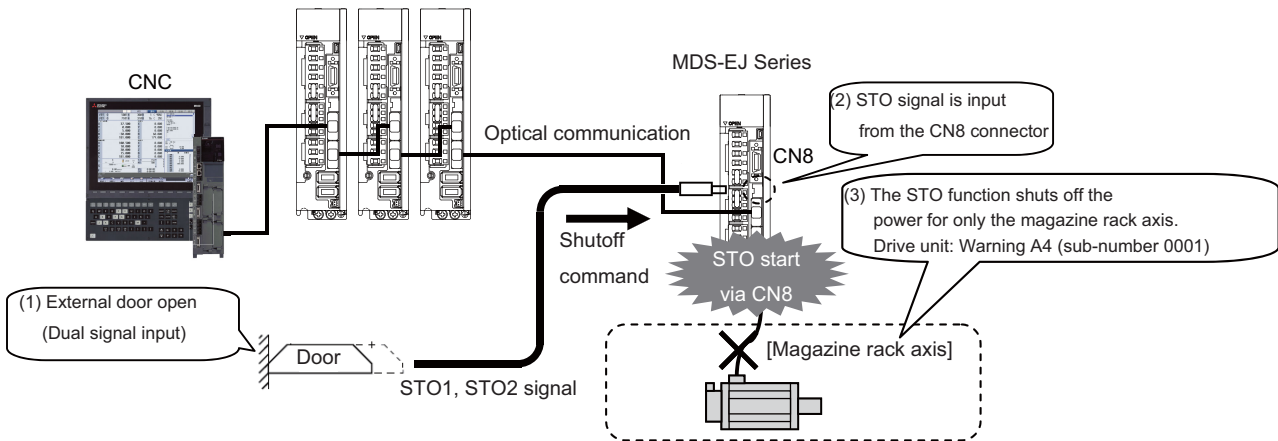 CNC
MDS-EJ Series
(2) STO signal is input
from the CN8 connector
Optical communication
CN8
(3) The STO function shuts off the
power for only the magazine rack axis.
Drive unit: Warning A4 (sub-number 0001)
Shutoff
command
STO start
via CN8
(1) External door open
(Dual signal input)
Door
STO1, STO2 signal
[Magazine rack axis]